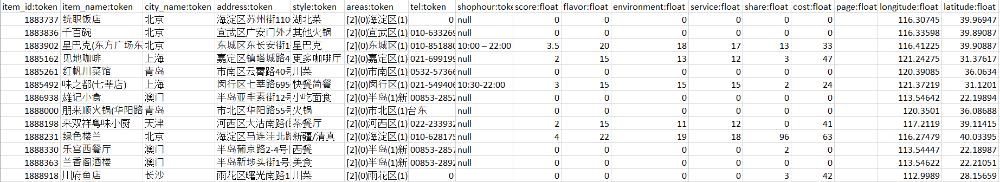 item_id:token item_name:token city_name:token address:token style:token areas:token tel:token shophour:toke score:float flavor:float environment:float service:float share:float cost:float page:float longitude:float latitude:float
1883737 统职饭店 北京 海淀区苏州街110 湖北菜 [2](0)海淀区(1) 0 null 0 0 0 0 0 0 116.30745 39.96947
1883836 千百碗 北京 宣武区广安门外大 其他火锅 [2](0)宣武区(1) 010-633269 null 0 0 0 0 0 0 116.33598 39.89087
1883902 星巴克(东方广场东 北京 东城区东长安街1 星巴克 [2](0)东城区(1) 010-851880 10:00 – 22:00 3.5 20 18 17 13 33 116.41225 39.90887
1885162 见地咖啡 上海 嘉定区镇塔城路4 更多咖啡厅 [2](0)嘉定区(1) 021-699199 null 2 15 13 12 3 47 121.24275 31.37617
1885261 红帆川菜馆 青岛 市南区云霄路40号 川菜 [2](0)市南区(1) 0532-57366 null 0 0 0 0 0 0 120.39085 36.0634
1885492 味之都(七莘店) 上海 闵行区七莘路695 快餐简餐 [2](0)闵行区(1) 021-549406 10:30-22:00 3 15 15 15 2 24 121.37219 31.1201
1886938 雄记小食 澳门 半岛亚丰素街12号 小吃面食 [2](0)半岛(1)新 00853-2852 null 0 0 0 0 0 0 113.54642 22.19894
1888000 朋来顺火锅(华阳路 青岛 市北区华阳路55号 火锅 [2](0)市北区(1)台东 null 0 0 0 0 0 0 120.3501 36.08688
1888198 来双祥粤味小厨 天津 河西区大沽南路( 茶餐厅 [2](0)河西区(1) 022-233932 null 2 15 11 12 0 41 117.2119 39.11415
1888231 绿色楼兰 北京 海淀区马连洼北路 新疆/清真 [2](0)海淀区(1) 010-628175 null 4 22 19 18 96 63 116.27479 40.03395
1888330 乐宫西餐厅 澳门 半岛葡京路2-4号 西餐 [2](0)半岛(1)新 00853-2857 null 0 0 0 0 2 0 113.54447 22.18987
1888363 兰香阁酒楼 澳门 半岛新埗头街1号 美食 [2](0)半岛(1)新 00853-2892 null 0 0 0 0 0 0 113.54622 22.21051
1888918 川府鱼店 长沙 雨花区曙光南路1 川菜 [2](0)雨花区(1) 0 0 0 0 0 3 42 112.9989 28.15659